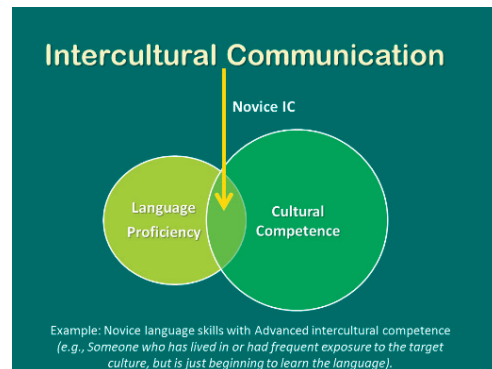 Intercultural Communication
Novice IC
Language
Proficiency
Cultural
Competence
Example: Novice language skills with Advanced intercultural competence
(e.g., Someone who has lived in or had frequent exposure to the target
culture, but is just beginning to learn the language).